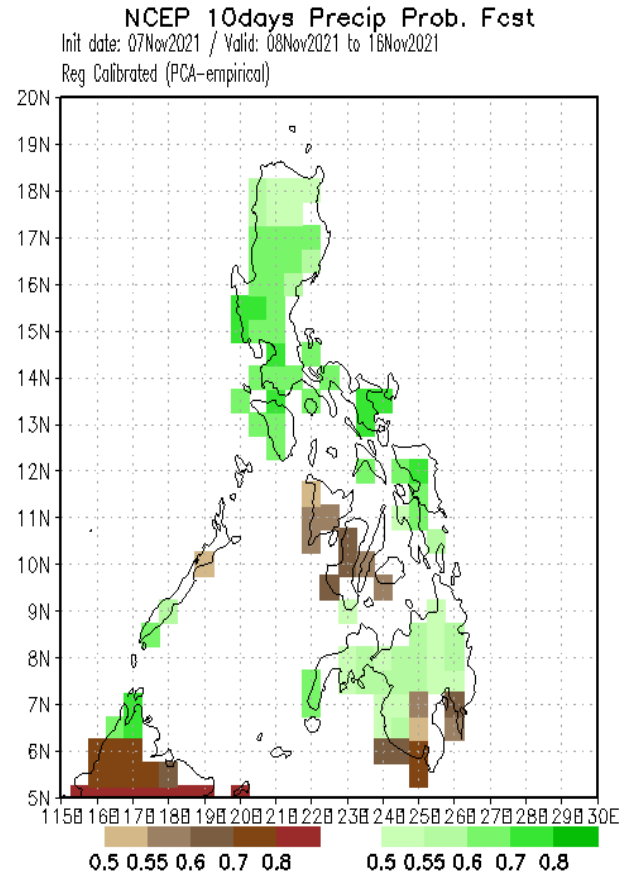 NCEP 10days Precip Prob. Fcst
Init date: 07Nov2021 / Valid: 08Nov2021 to 16Nov2021
Reg Calibrated (PCA-empirical)
20N
19N
18N
17N
16N
15N
14N
13N
12N
11N
10N
9N
8N
7N
6N
5N
115E 116E 117E 118E 119E 120E 121E 122E 123E 124E 125E 126E 127E 128E 129E 130E
0.5 0.55 0.6 0.7 0.8 0.5 0.55 0.6 0.7 0.8